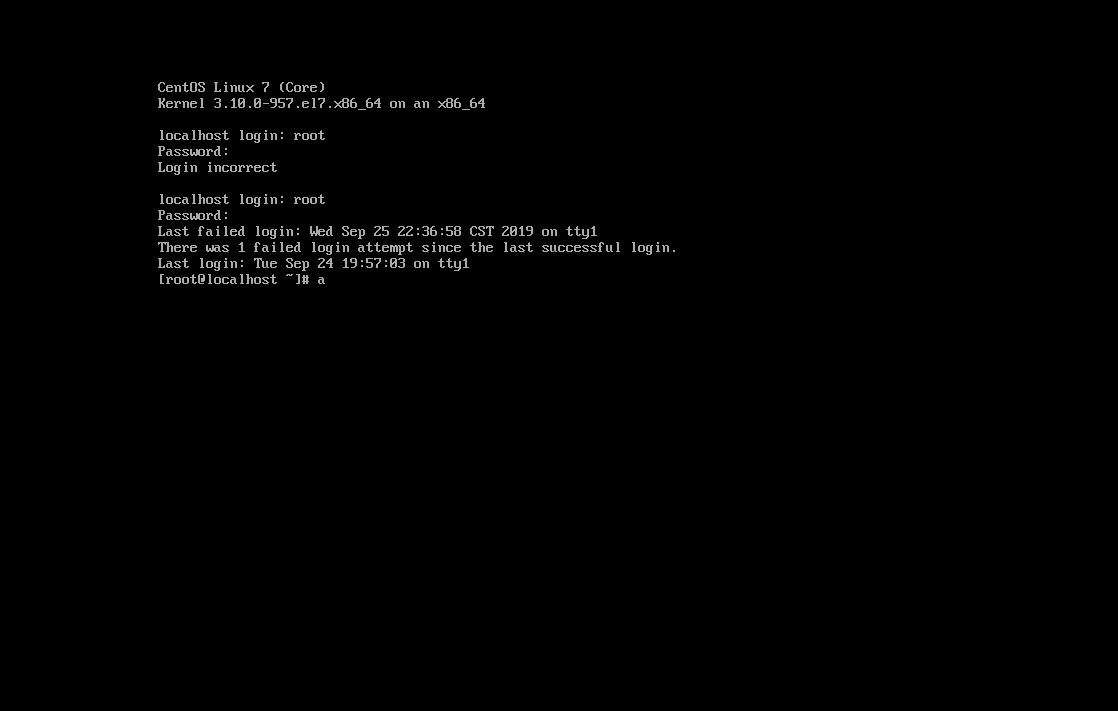 CentOS Linux 7 (Core)
Kernel 3.10.0-957.el7.x86_64 on an x86_64
localhost login: root
Password:
Login incorrect
localhost login: root
Password:
Last failed login: Wed Sep 25 22:36:58 CST 2019 on tty1
There was 1 failed login attempt since the last successful login.
Last login: Tue Sep 24 19:57:03 on tty1
[root@localhost ~]# a